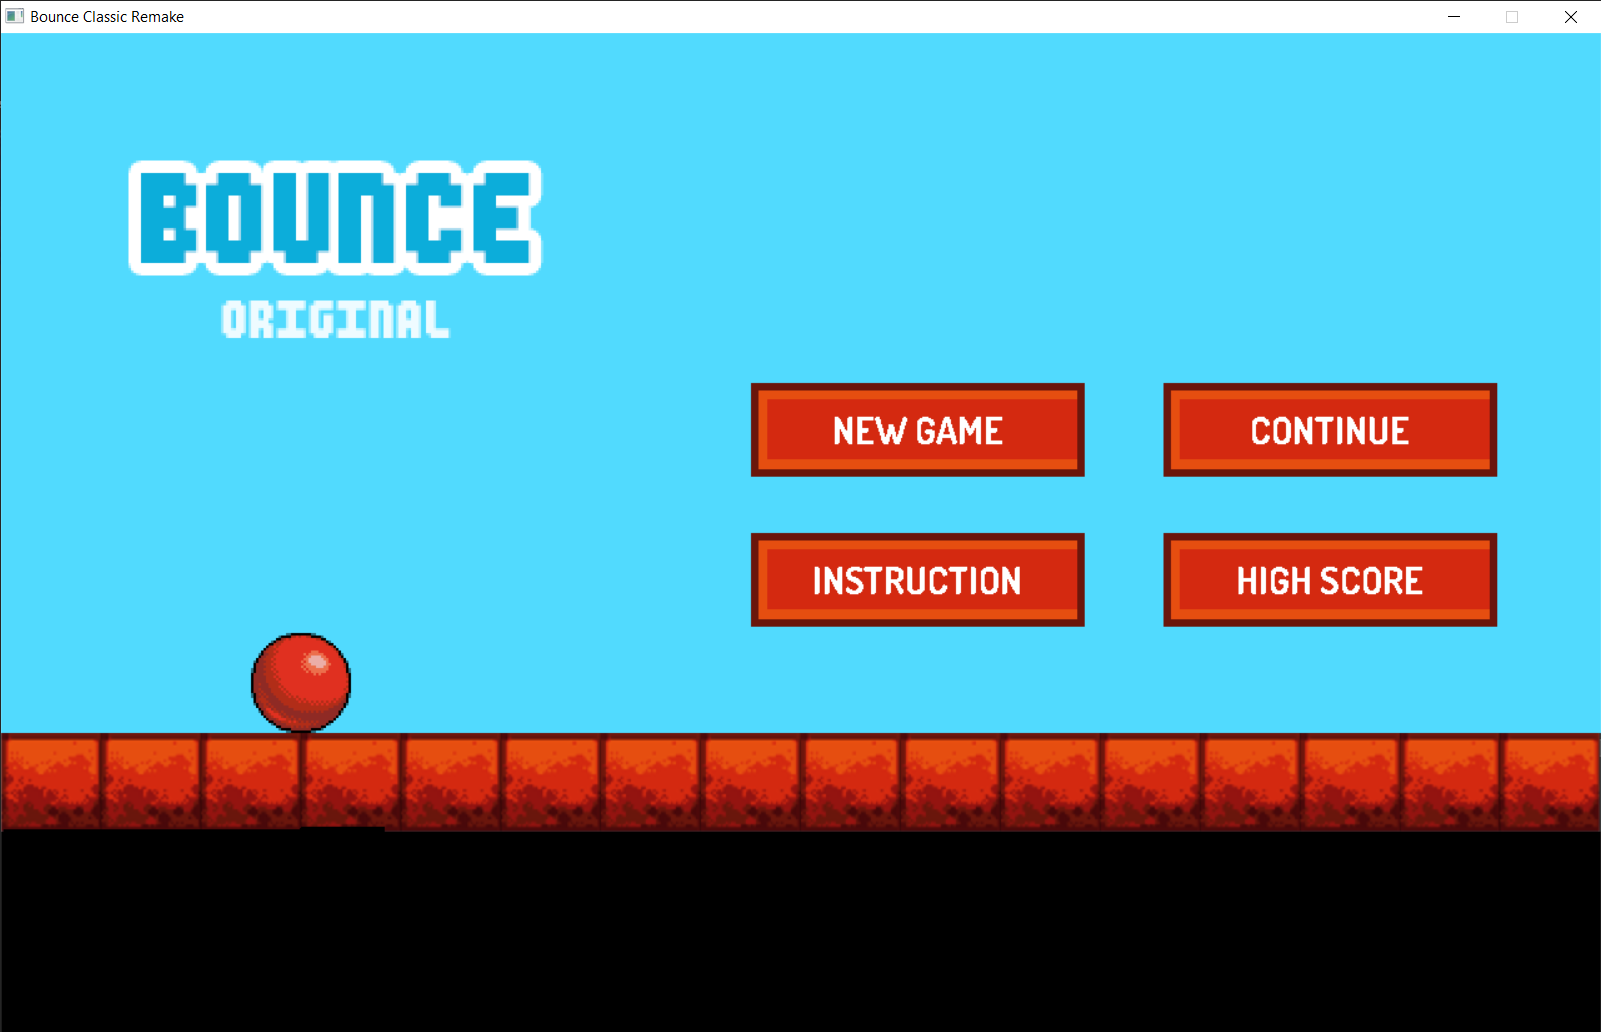 Bounce Classic Remake
BOUNCE
ORIGINAL
NEW GAME
CONTINUE
INSTRUCTION
HIGH SCORE